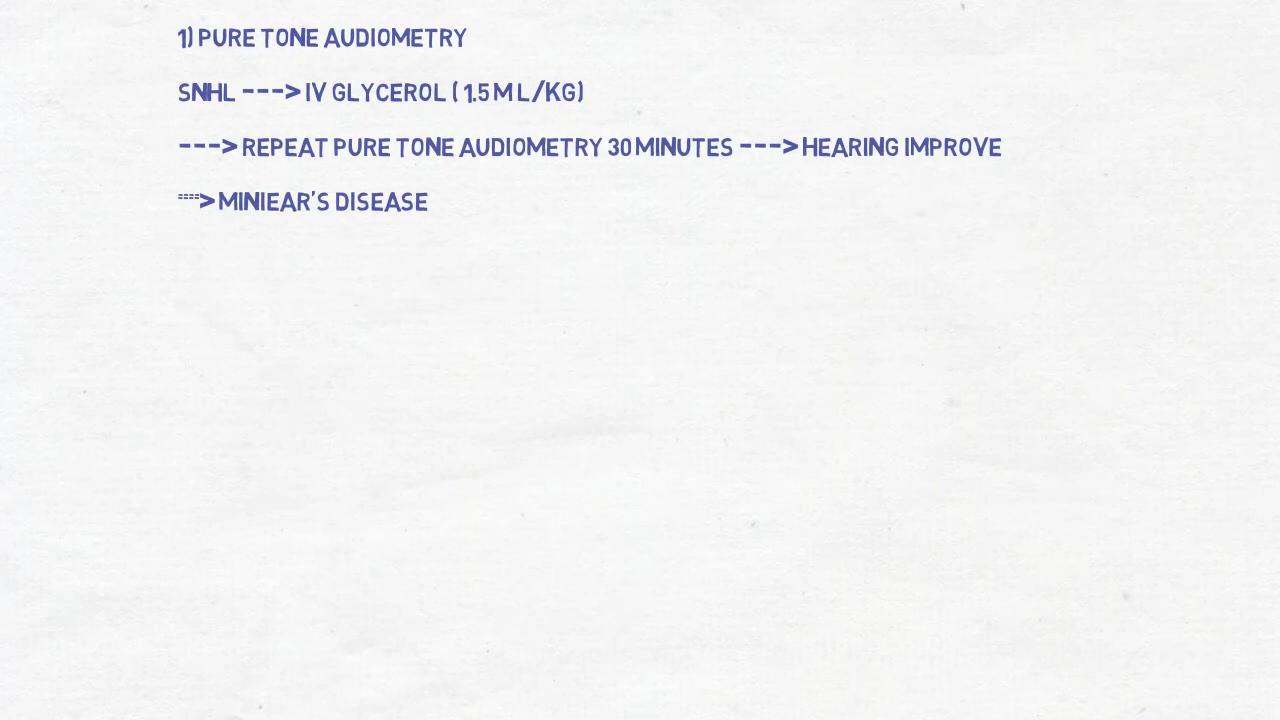 1) PURE TONE AUDIOMETRY
SNHL ---> IV GLYCEROL ( 1.5 ML/KG)
---> REPEAT PURE TONE AUDIOMETRY 30 MINUTES ---> HEARING IMPROVE
===> MINIEAR'S DISEASE